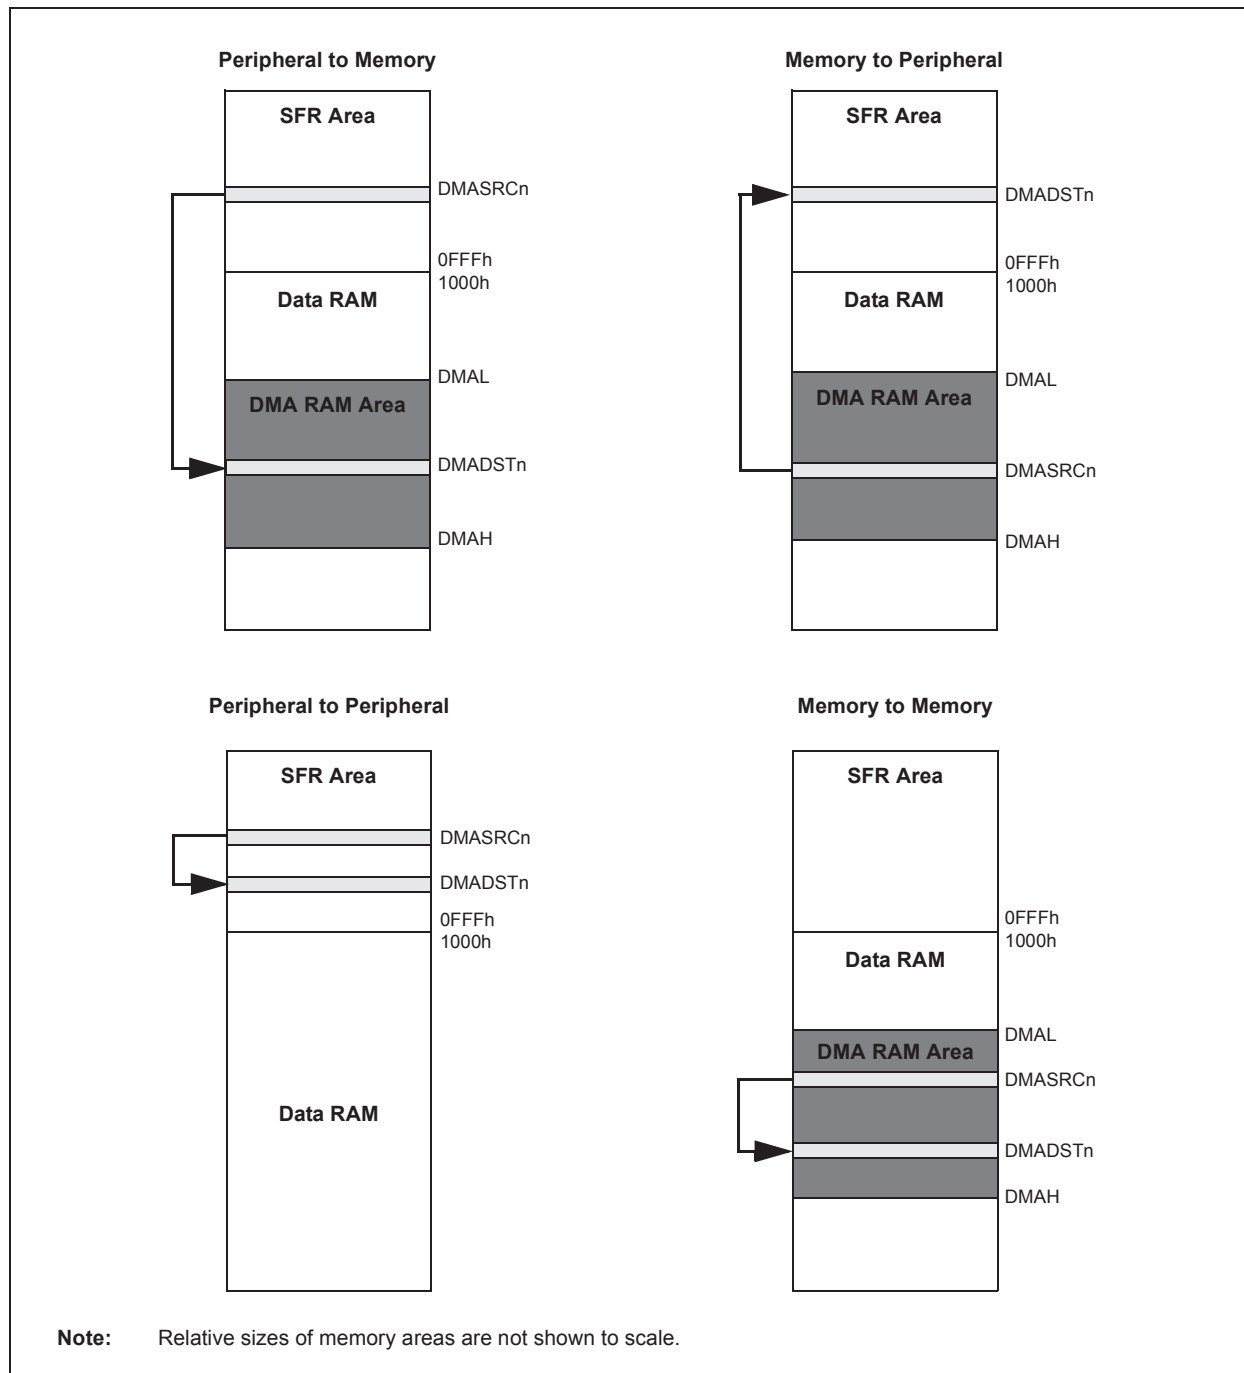 Peripheral to Memory
SFR Area
DMASRCn
0FFFh
1000h
Data RAM
DMAL
DMA RAM Area
DMADSTn
DMAH
Memory to Peripheral
SFR Area
DMADSTn
0FFFh
1000h
Data RAM
DMAL
DMA RAM Area
DMASRCn
DMAH
Peripheral to Peripheral
SFR Area
DMASRCn
DMADSTn
0FFFh
1000h
Data RAM
Memory to Memory
SFR Area
0FFFh
1000h
Data RAM
DMAL
DMA RAM Area
DMASRCn
DMADSTn
DMAH
Note: Relative sizes of memory areas are not shown to scale.